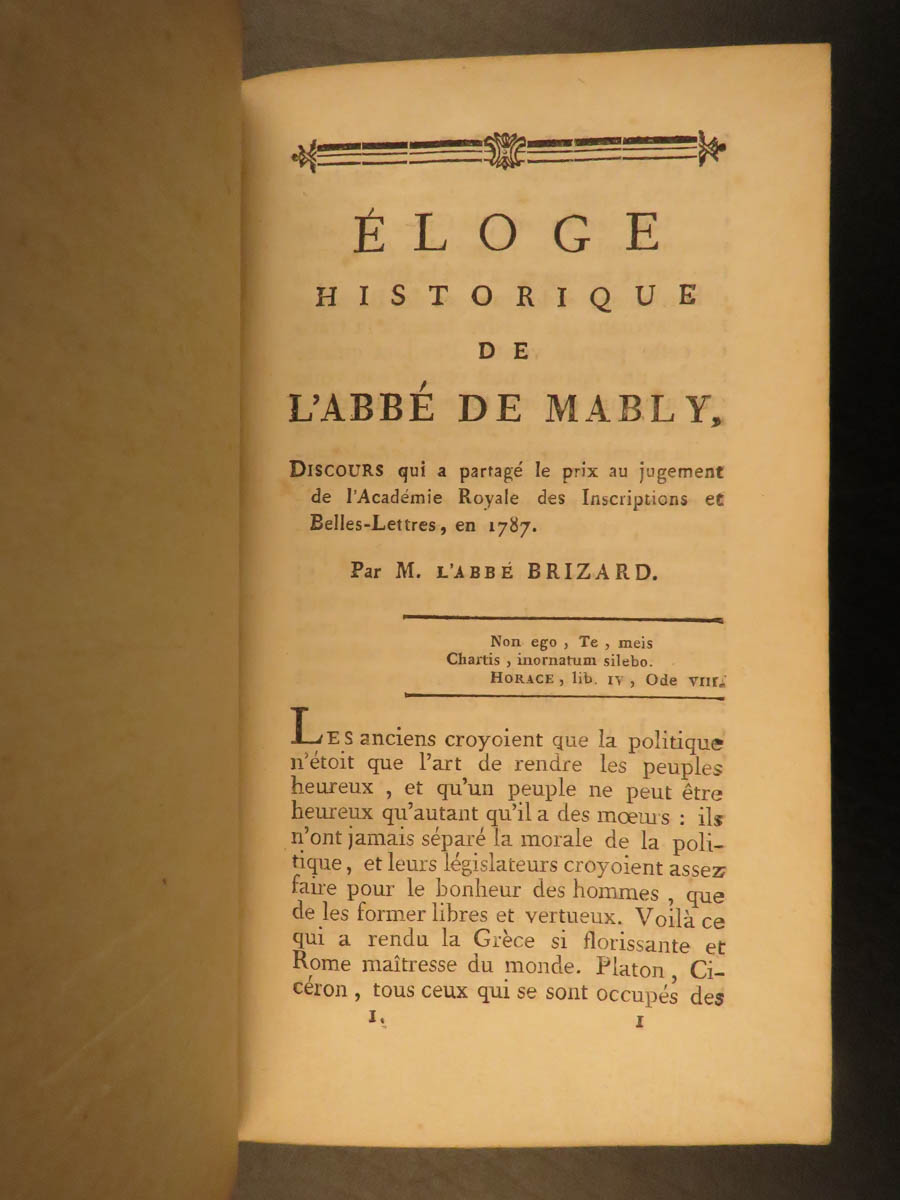 ÉLOGE
HISTORIQUE
DE
L'ABBÉ DE MABLY,
DISCOURS qui a partagé le prix au jugement
de l'Académie Royale des Inscriptions et
Belles-Lettres, en 1787.
Par M. L'ABBÉ BRIZARD.
Non ego, Te, meis
Chartis, inornatum silebo.
HORACE, lib. IV, Ode VIII.
LES anciens croyoient que la politique
n'étoit que l'art de rendre les peuples
heureux, et qu'un peuple ne peut être
heureux qu'autant qu'il a des mœurs : ils
n'ont jamais séparé la morale de la poli-
tique, et leurs législateurs croyoient assez
faire pour le bonheur des hommes, que
de les former libres et vertueux. Voilà ce
qui a rendu la Grèce si florissante et
Rome maîtresse du monde. Platon, Ci-
céron, tous ceux qui se sont occupés des
I. I